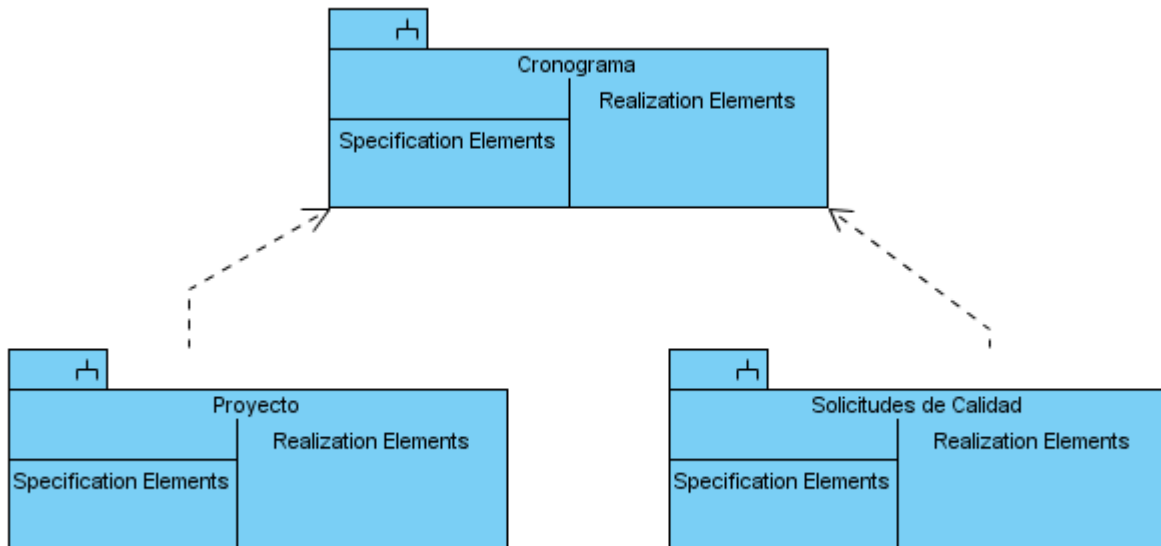 Cronograma
Realization Elements
Specification Elements
Proyecto
Realization Elements
Specification Elements
Solicitudes de Calidad
Realization Elements
Specification Elements